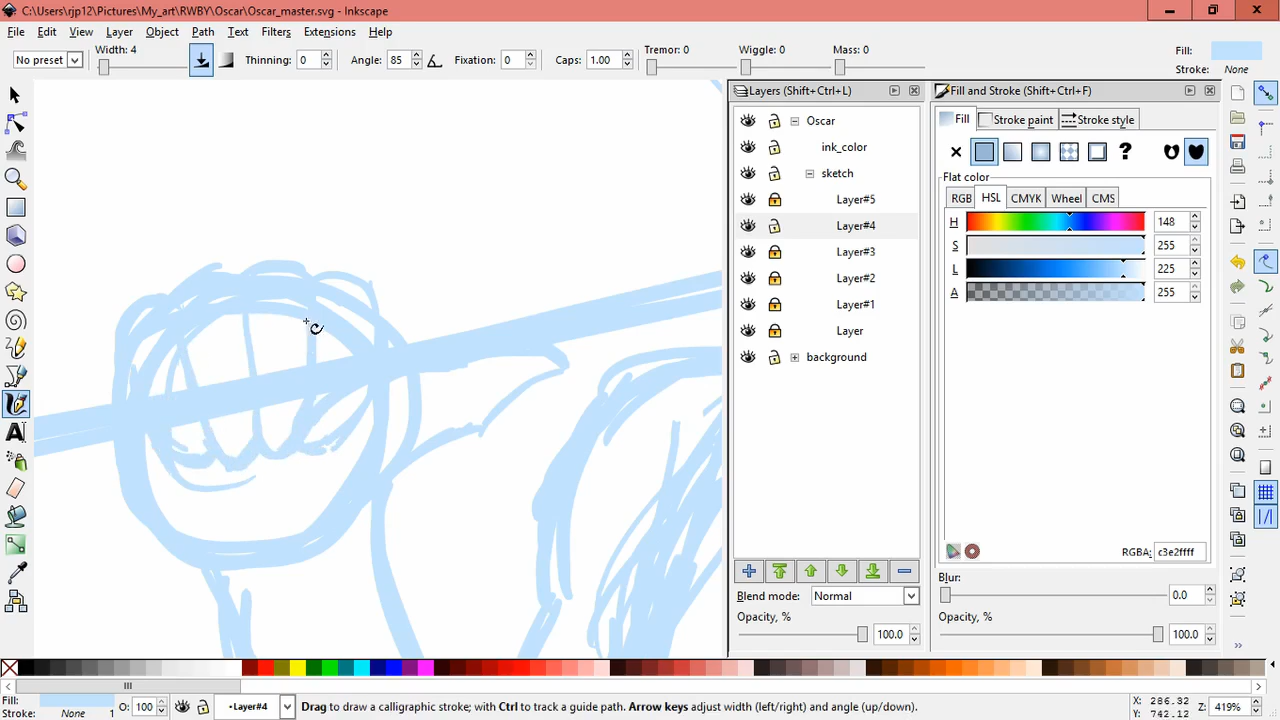 C:\Users\rjp12\Pictures\My_art\RWBY\Oscar\Oscar_master.svg - Inkscape
File Edit View Layer Object Path Text Filters Extensions Help
No preset Width: 4 Thinning: 0 Angle: 85 Fixation: 0 Caps: 1.00 Tremor: 0 Wiggle: 0 Mass: 0 Fill:
Stroke: None
Layers (Shift+Ctrl+L)
Oscar
ink_color
sketch
Layer#5
Layer#4
Layer#3
Layer#2
Layer#1
Layer
background
Blend mode: Normal
Opacity, % 100.0
Fill and Stroke (Shift+Ctrl+F)
Fill Stroke paint Stroke style
Flat color
RGB HSL CMYK Wheel CMS
H 148
S 255
L 225
A 255
RGBA: c3e2ffff
Blur:
0.0
Opacity, %
100.0
Fill: O: 100 •Layer#4 Drag to draw a calligraphic stroke; with Ctrl to track a guide path. Arrow keys adjust width (left/right) and angle (up/down). X: 286.32 Z: 419%
Stroke: None 1 Y: 742.12